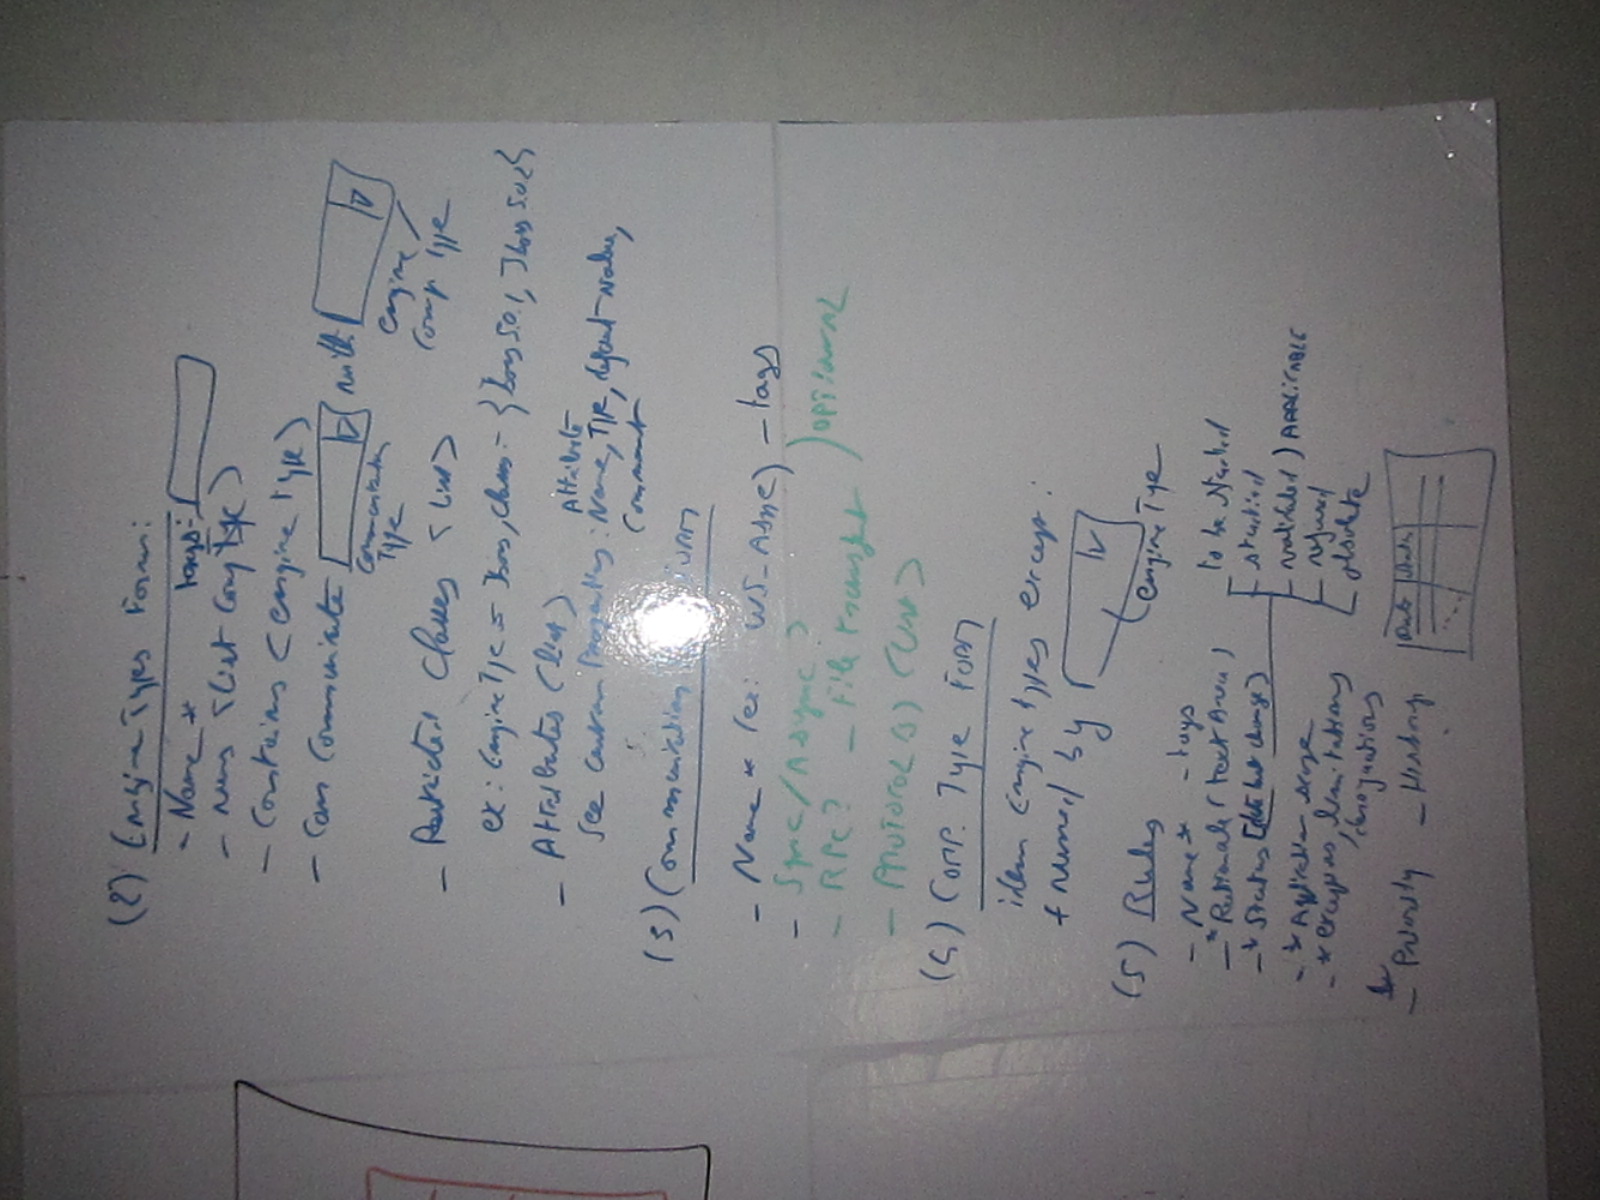 (2) Engine Types Form:
- Name * tags:
- runs (List Comp Type)
- Contains (engine type)
- Can Communicate with
Communication Type
engine / Comp Type
- Restricted Classes <List>
ex: Engine Type = Jboss, Class = {Jboss 5.0.1, Jboss 5.0.2}
- Attributes (list)
Attribute
See Properties: Name, Type, default value,
Comment
(3) Communication FORM
- Name * (ex: WS_Async) - tags
- Sync/Async ?
- RPC? - File transfert ) OPTIONAL
- PROTOCOL(S) (List)
(4) COMP. TYPE FORM
idem Engine types except:
+ runned by
engine Type
(5) Rules
- Name * - tags
- * Rationale (text Area)
- * Status [date last change]
to be studied
- studied
- validated ) APPLICABLE
- refused
- obsolete
- * Application scope
- * exceptions, limitations
, derogations
- * Priority - History
Date Status